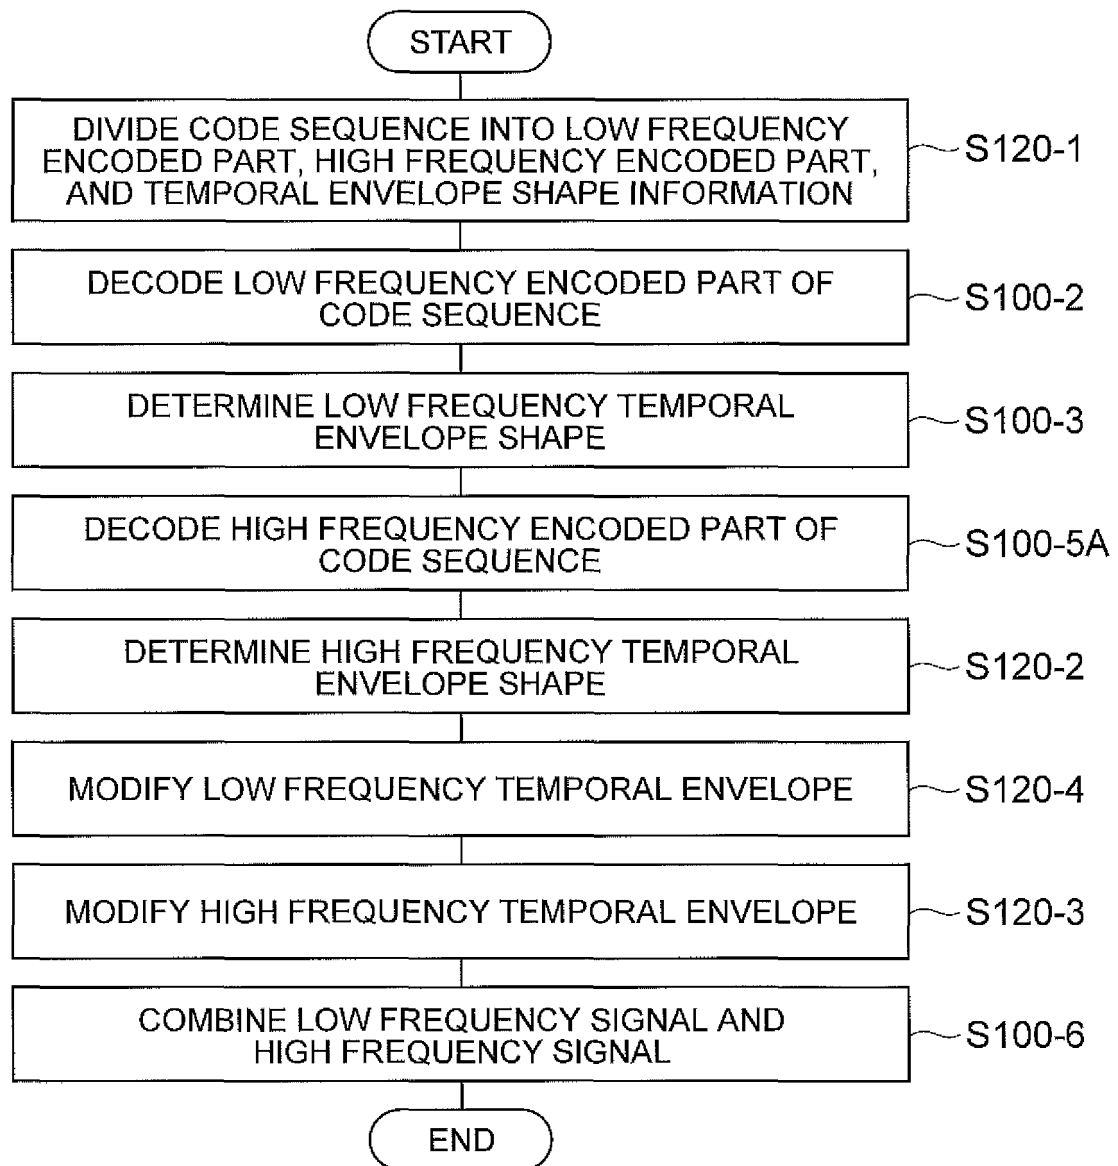 START
DIVIDE CODE SEQUENCE INTO LOW FREQUENCY
ENCODED PART, HIGH FREQUENCY ENCODED PART,
AND TEMPORAL ENVELOPE SHAPE INFORMATION
S120-1
DECODE LOW FREQUENCY ENCODED PART OF
CODE SEQUENCE
S100-2
DETERMINE LOW FREQUENCY TEMPORAL
ENVELOPE SHAPE
S100-3
DECODE HIGH FREQUENCY ENCODED PART OF
CODE SEQUENCE
S100-5A
DETERMINE HIGH FREQUENCY TEMPORAL
ENVELOPE SHAPE
S120-2
MODIFY LOW FREQUENCY TEMPORAL ENVELOPE
S120-4
MODIFY HIGH FREQUENCY TEMPORAL ENVELOPE
S120-3
COMBINE LOW FREQUENCY SIGNAL AND
HIGH FREQUENCY SIGNAL
S100-6
END